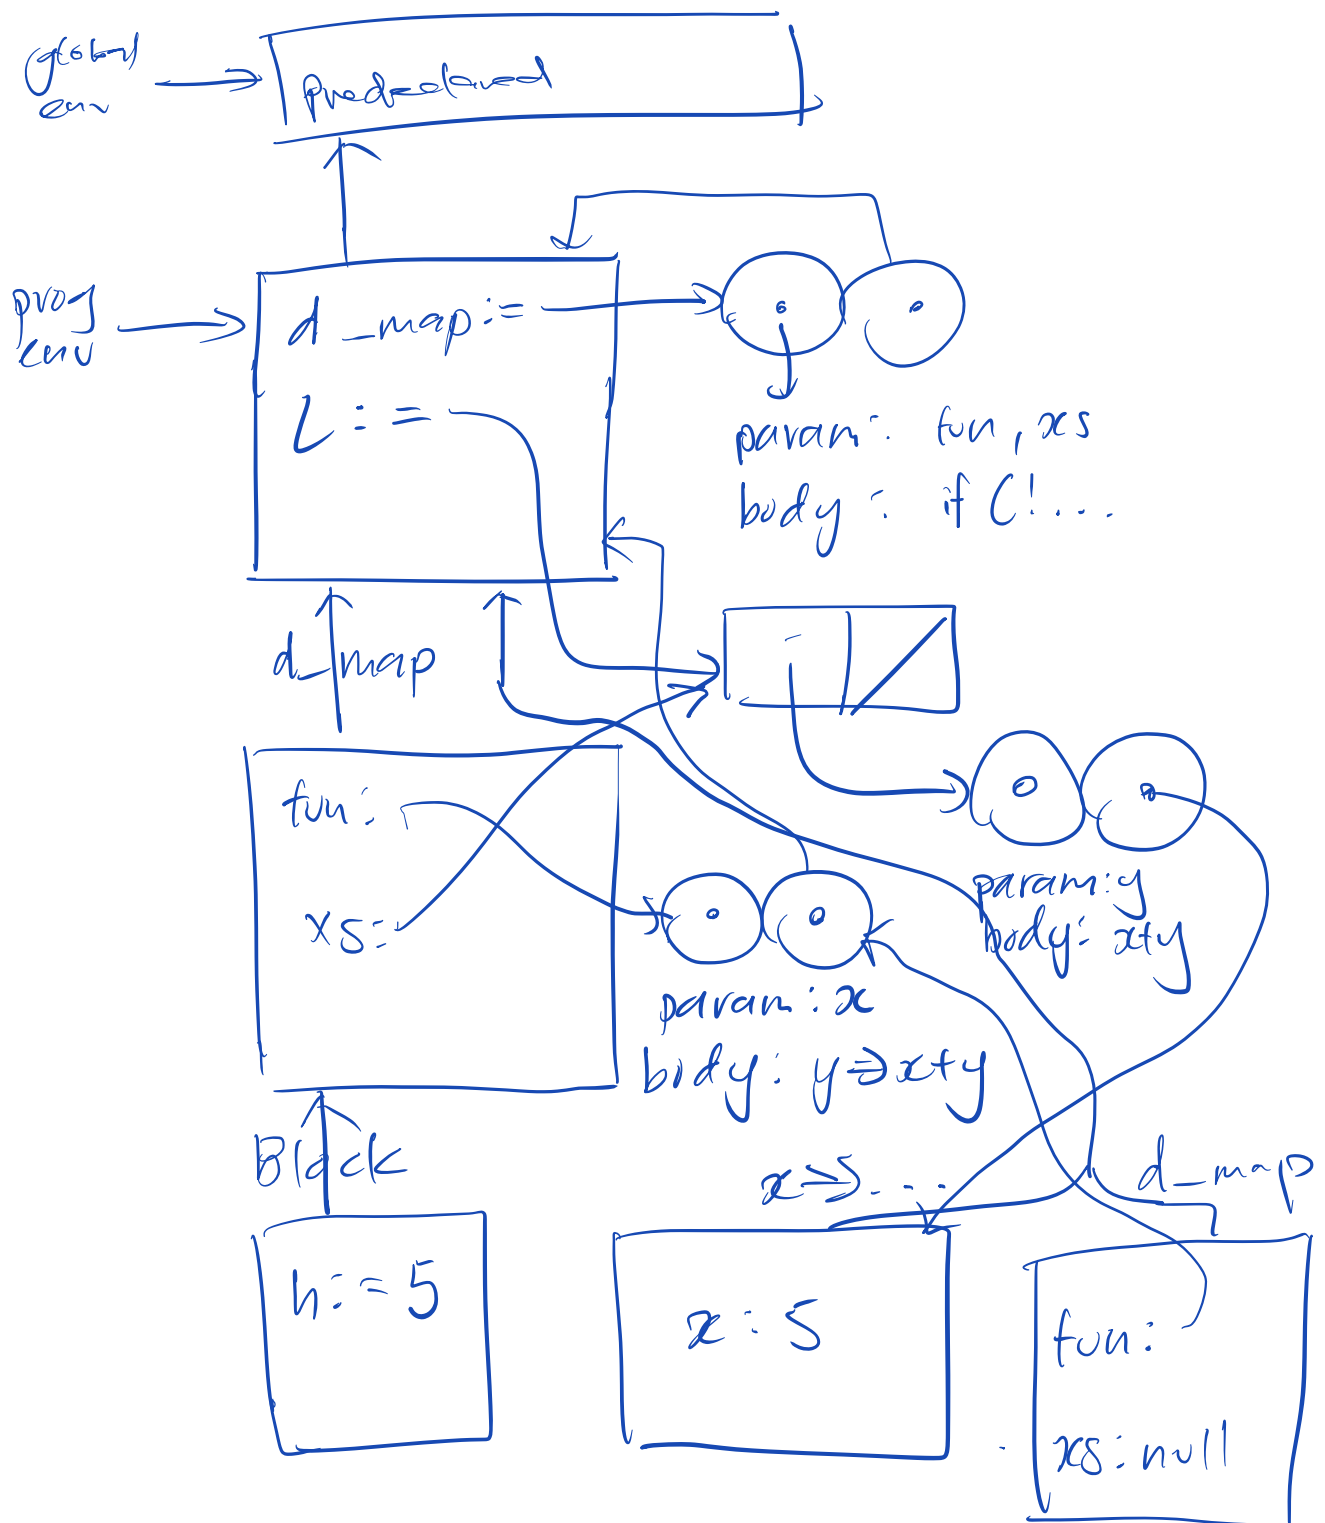 global
env
predeclared
prog
env
d_map :=
L :=
param: fun, xs
body: if (!...
d_map
fun:
xs:
param: y
body: x+y
param: x
body: y => x+y
Block
x => ...
d_map
h := 5
x : 5
fun:
xs: null